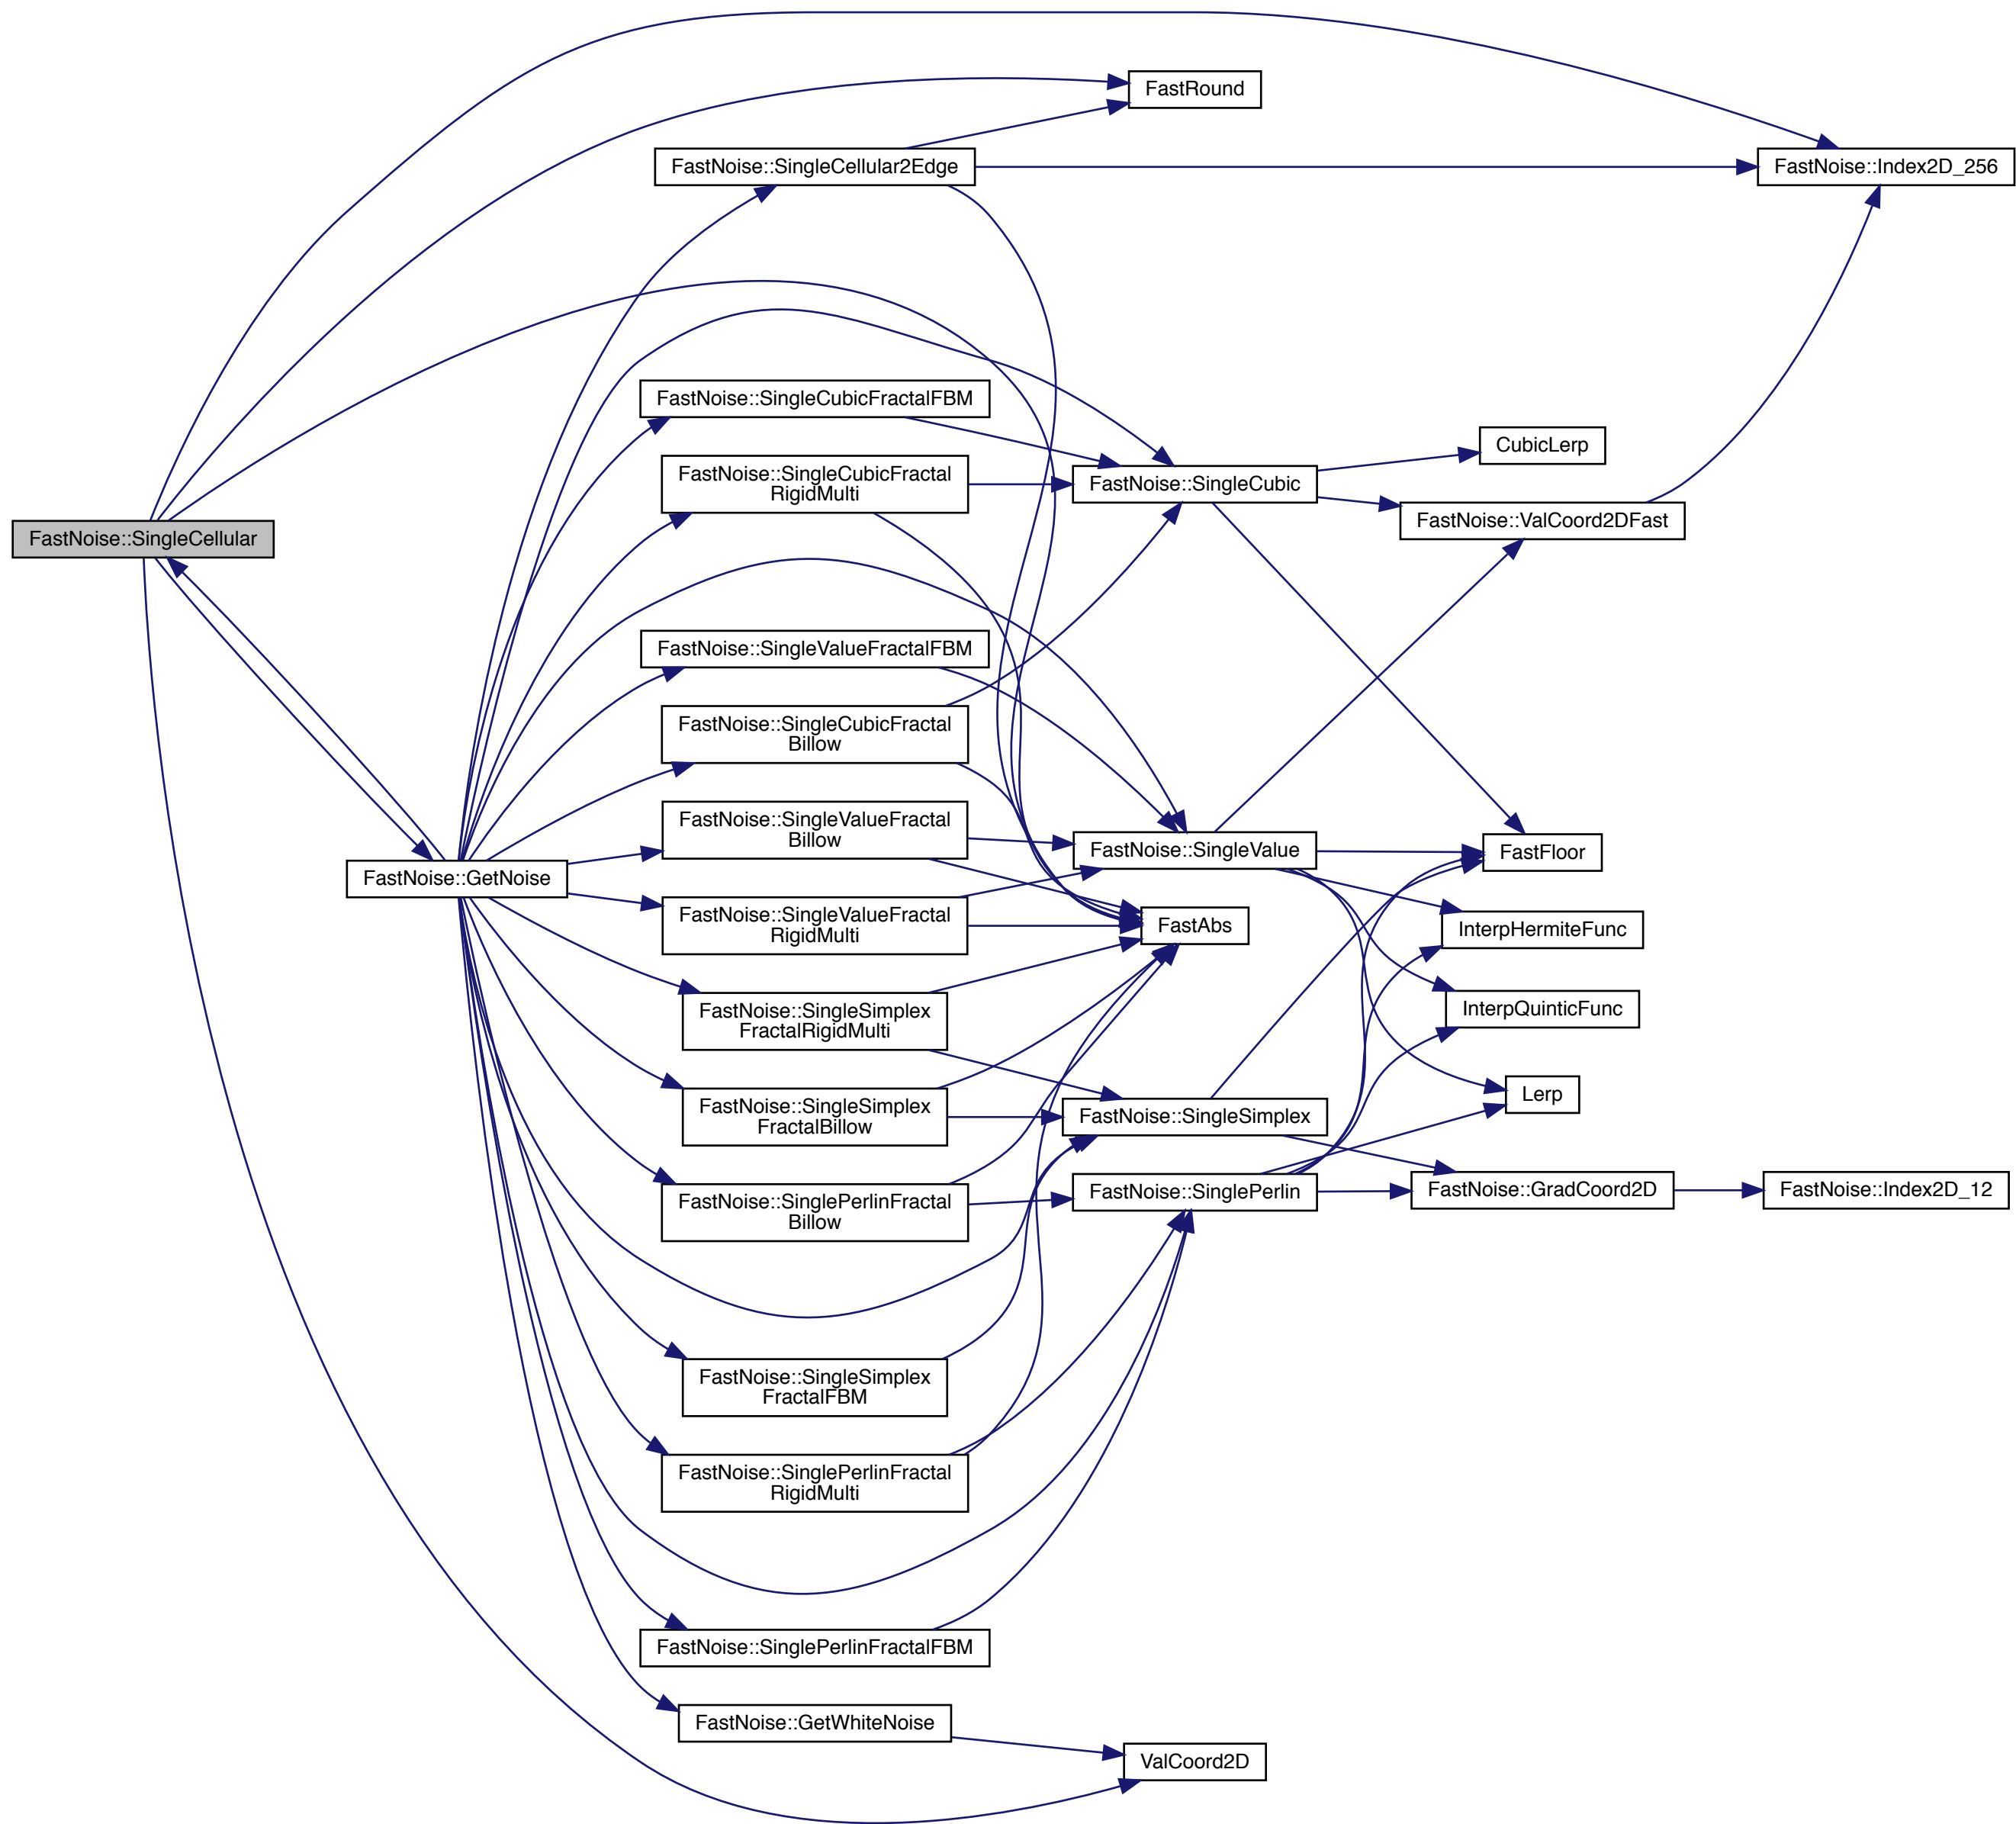 FastRound
FastNoise::SingleCellular2Edge
FastNoise::Index2D_256
FastNoise::SingleCubicFractalFBM
CubicLerp
FastNoise::SingleCubicFractal
RigidMulti
FastNoise::SingleCubic
FastNoise::ValCoord2DFast
FastNoise::SingleCellular
FastNoise::SingleValueFractalFBM
FastNoise::SingleCubicFractal
Billow
FastNoise::SingleValueFractal
Billow
FastNoise::SingleValue
FastFloor
FastNoise::GetNoise
FastNoise::SingleValueFractal
RigidMulti
FastAbs
InterpHermiteFunc
FastNoise::SingleSimplex
FractalRigidMulti
InterpQuinticFunc
Lerp
FastNoise::SingleSimplex
FractalBillow
FastNoise::SingleSimplex
FastNoise::SinglePerlinFractal
Billow
FastNoise::SinglePerlin
FastNoise::GradCoord2D
FastNoise::Index2D_12
FastNoise::SingleSimplex
FractalFBM
FastNoise::SinglePerlinFractal
RigidMulti
FastNoise::SinglePerlinFractalFBM
FastNoise::GetWhiteNoise
ValCoord2D